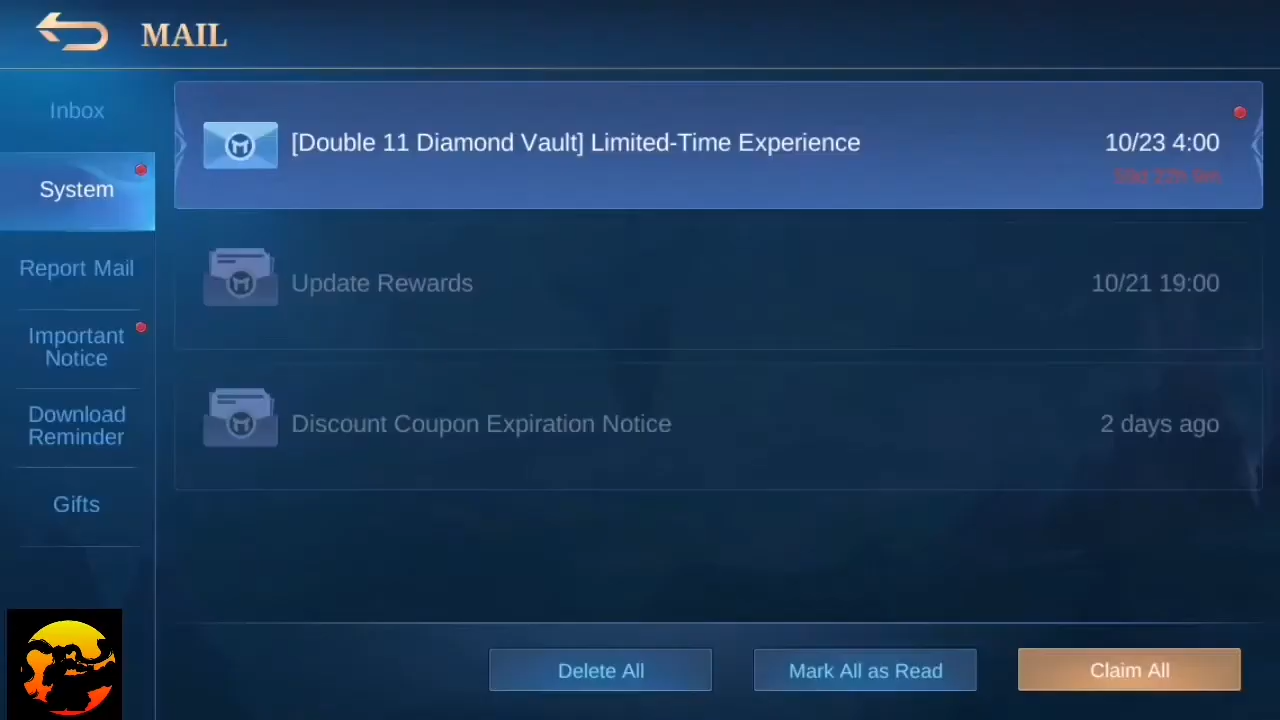 MAIL
Inbox
System
Report Mail
Important
Notice
Download
Reminder
Gifts
[Double 11 Diamond Vault] Limited-Time Experience
10/23 4:00
Update Rewards
10/21 19:00
Discount Coupon Expiration Notice
2 days ago
Delete All
Mark All as Read
Claim All